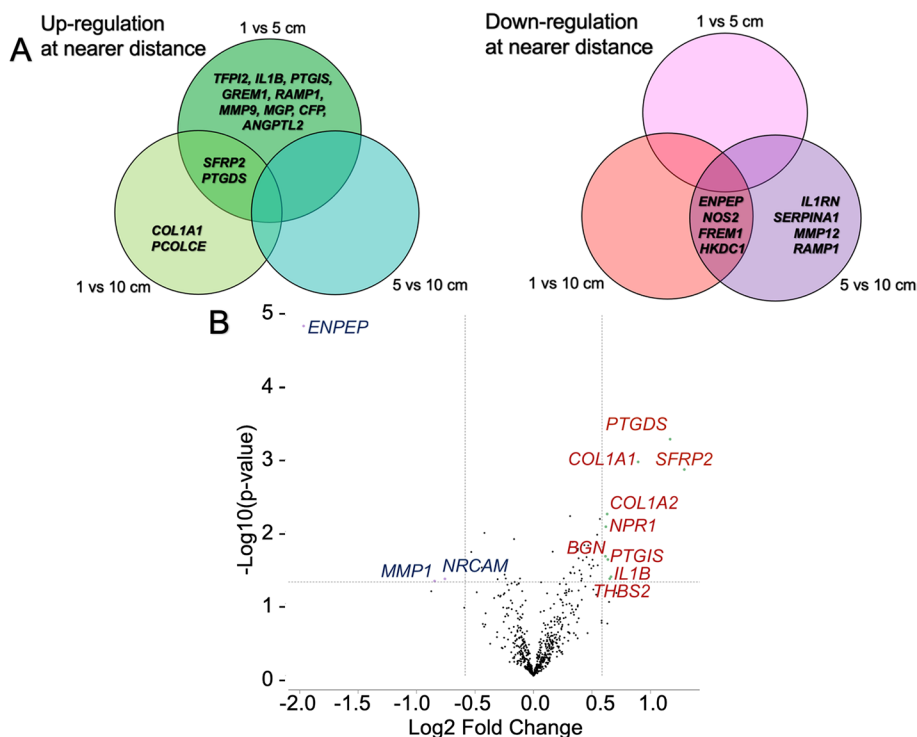 A
Up-regulation
at nearer distance
1 vs 5 cm
TFPI2, IL1B, PTGIS,
GREM1, RAMP1,
MMP9, MGP, CFP,
ANGPTL2
SFRP2
PTGDS
COL1A1
PCOLCE
1 vs 10 cm
5 vs 10 cm
Down-regulation
at nearer distance
1 vs 5 cm
ENPEP
NOS2
FREM1
HKDC1
IL1RN
SERPINA1
MMP12
RAMP1
1 vs 10 cm
5 vs 10 cm
B
-Log10(p-value)
5 -
4 -
3 -
2 -
1 -
0 -
ENPEP
PTGDS
COL1A1
SFRP2
COL1A2
NPR1
BGN
PTGIS
IL1B
THBS2
MMP1
NRCAM
-2.0
-1.5
-1.0
-0.5
0.0
0.5
1.0
Log2 Fold Change